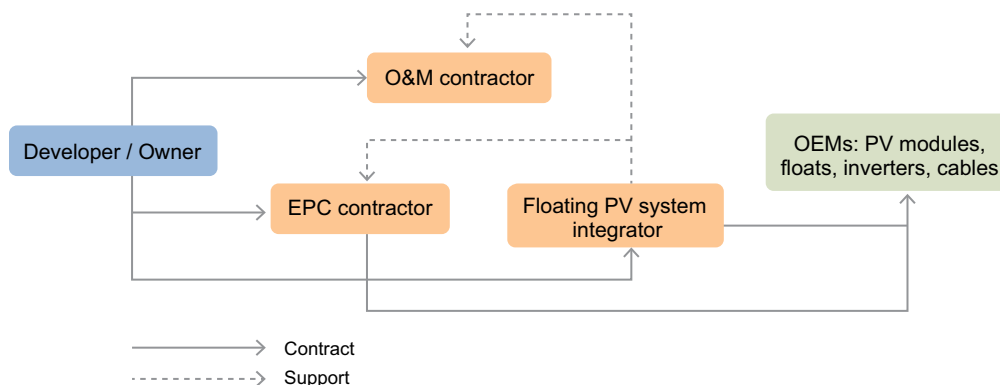 O&M contractor
Developer / Owner
OEMs: PV modules,
floats, inverters, cables
EPC contractor
Floating PV system
integrator
Contract
Support